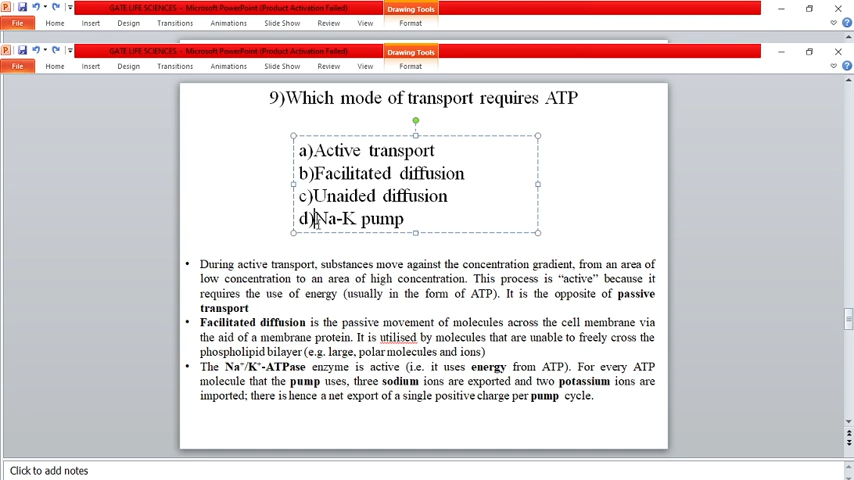 GATE LIFE SCIENCES - Microsoft PowerPoint (Product Activation Failed)
Drawing Tools
File Home Insert Design Transitions Animations Slide Show Review View Format
GATE LIFE SCIENCES - Microsoft PowerPoint (Product Activation Failed)
Drawing Tools
File Home Insert Design Transitions Animations Slide Show Review View Format
9)Which mode of transport requires ATP
a)Active transport
b)Facilitated diffusion
c)Unaided diffusion
d)Na-K pump
• During active transport, substances move against the concentration gradient, from an area of
low concentration to an area of high concentration. This process is “active” because it
requires the use of energy (usually in the form of ATP). It is the opposite of passive
transport
• Facilitated diffusion is the passive movement of molecules across the cell membrane via
the aid of a membrane protein. It is utilised by molecules that are unable to freely cross the
phospholipid bilayer (e.g. large, polar molecules and ions)
• The Na⁺/K⁺-ATPase enzyme is active (i.e. it uses energy from ATP). For every ATP
molecule that the pump uses, three sodium ions are exported and two potassium ions are
imported; there is hence a net export of a single positive charge per pump cycle.
Click to add notes